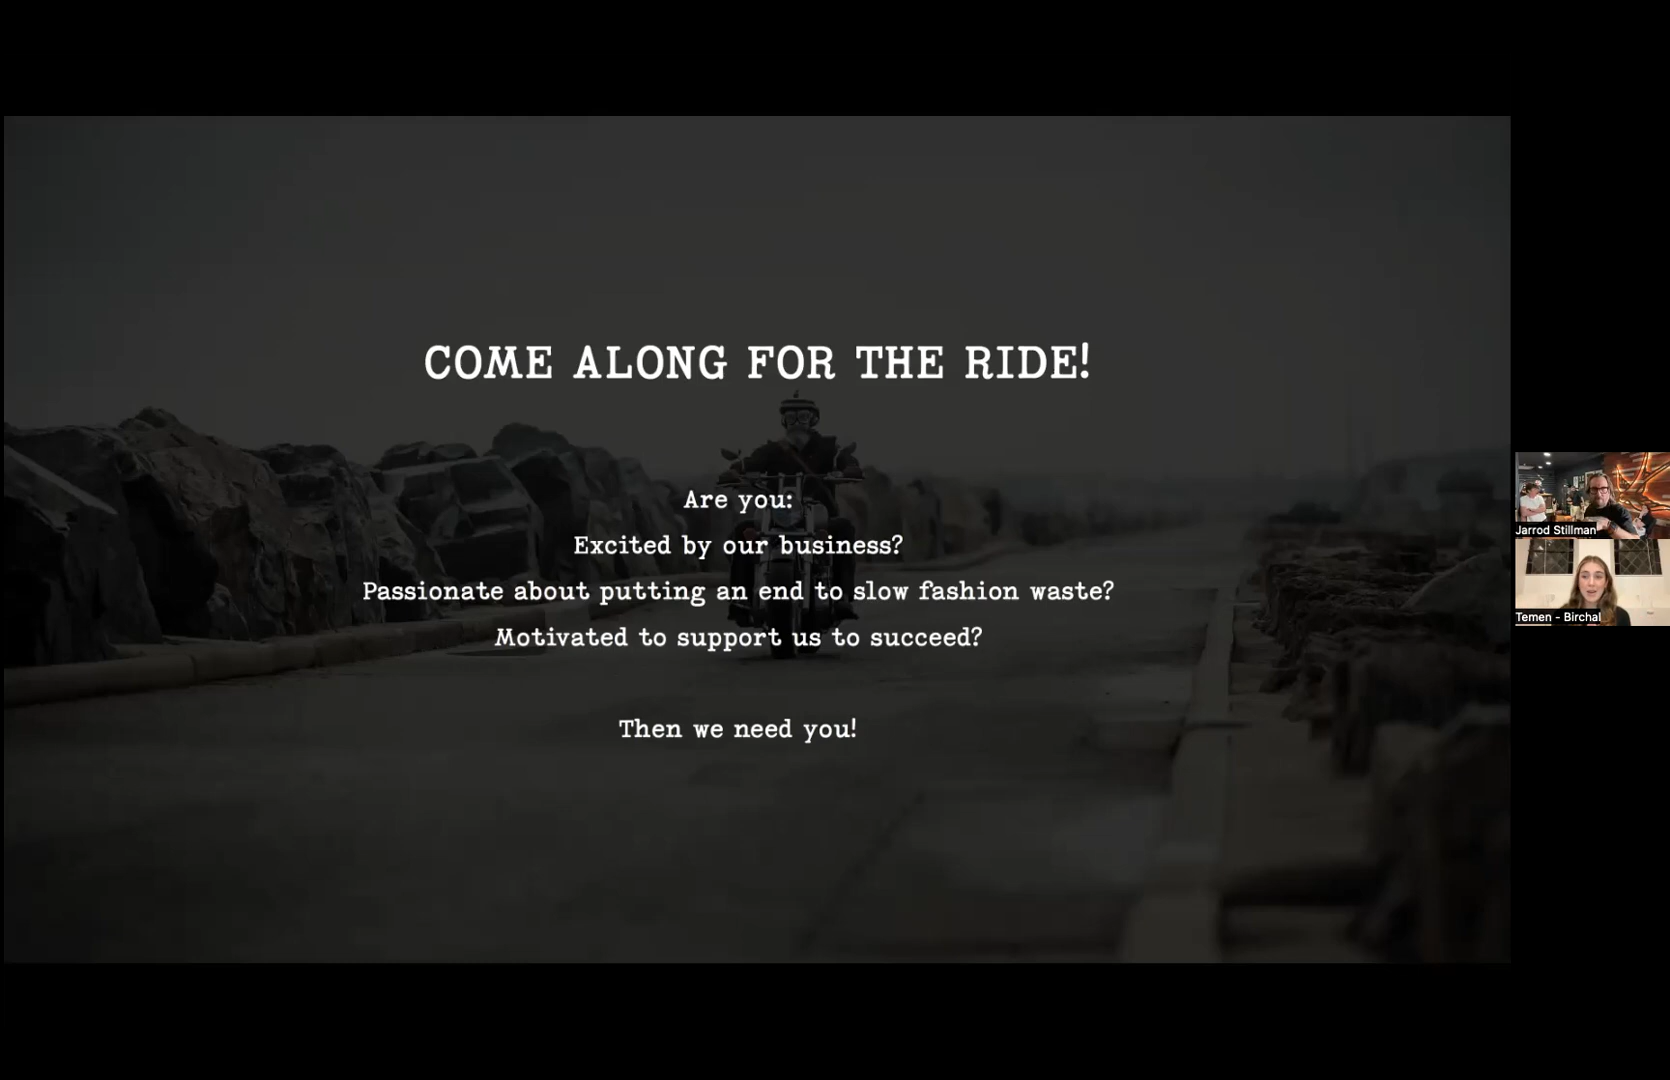 COME ALONG FOR THE RIDE!
Are you:
Excited by our business?
Passionate about putting an end to slow fashion waste?
Motivated to support us to succeed?
Then we need you!
Jarrod Stillman
Temen - Birchal